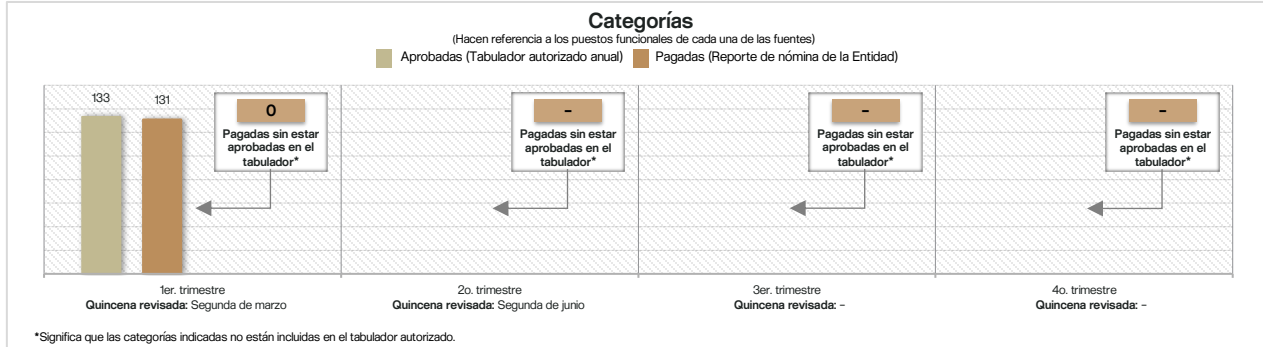 Categorías
(Hacen referencia a los puestos funcionales de cada una de las fuentes)
Aprobadas (Tabulador autorizado anual) Pagadas (Reporte de nómina de la Entidad)
133
131
0
Pagadas sin estar
aprobadas en el
tabulador*
-
Pagadas sin estar
aprobadas en el
tabulador*
-
Pagadas sin estar
aprobadas en el
tabulador*
-
Pagadas sin estar
aprobadas en el
tabulador*
1er. trimestre
Quincena revisada: Segunda de marzo
2o. trimestre
Quincena revisada: Segunda de junio
3er. trimestre
Quincena revisada: -
4o. trimestre
Quincena revisada: -
*Significa que las categorías indicadas no están incluidas en el tabulador autorizado.